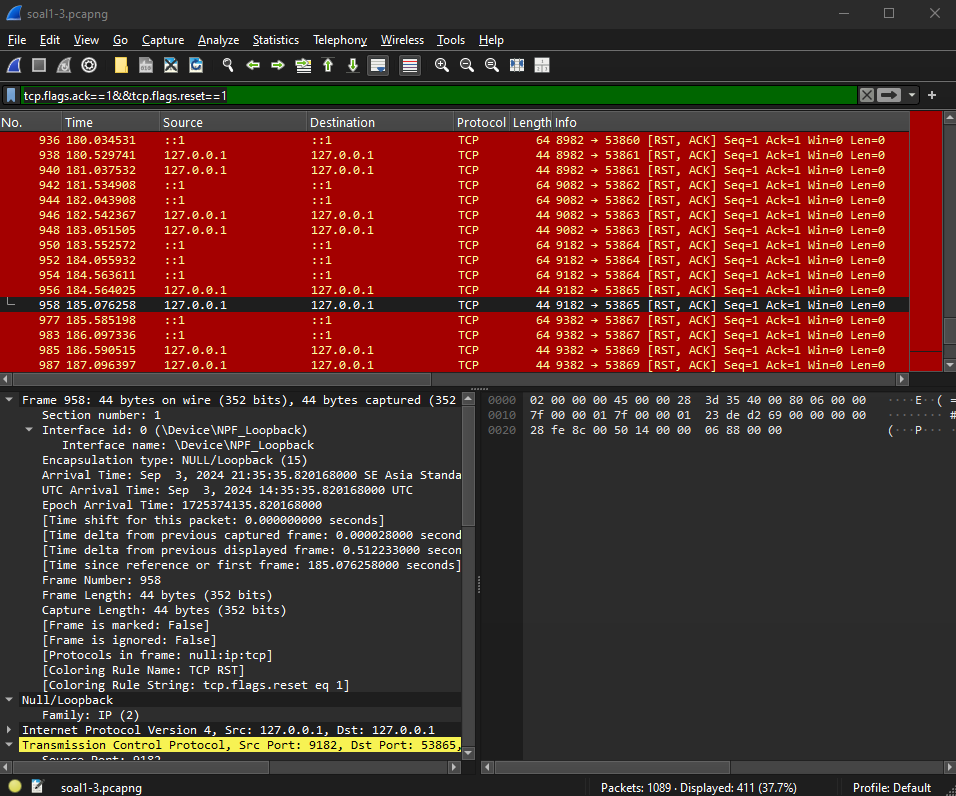 soal1-3.pcapng
File Edit View Go Capture Analyze Statistics Telephony Wireless Tools Help
tcp.flags.ack==1&&tcp.flags.reset==1
No. Time Source Destination Protocol Length Info
936 180.034531 ::1 ::1 TCP 64 8982 → 53860 [RST, ACK] Seq=1 Ack=1 Win=0 Len=0
938 180.529741 127.0.0.1 127.0.0.1 TCP 44 8982 → 53861 [RST, ACK] Seq=1 Ack=1 Win=0 Len=0
940 181.037532 127.0.0.1 127.0.0.1 TCP 44 8982 → 53861 [RST, ACK] Seq=1 Ack=1 Win=0 Len=0
942 181.534908 ::1 ::1 TCP 64 9082 → 53862 [RST, ACK] Seq=1 Ack=1 Win=0 Len=0
944 182.043908 ::1 ::1 TCP 64 9082 → 53862 [RST, ACK] Seq=1 Ack=1 Win=0 Len=0
946 182.542367 127.0.0.1 127.0.0.1 TCP 44 9082 → 53863 [RST, ACK] Seq=1 Ack=1 Win=0 Len=0
948 183.051505 127.0.0.1 127.0.0.1 TCP 44 9082 → 53863 [RST, ACK] Seq=1 Ack=1 Win=0 Len=0
950 183.552572 ::1 ::1 TCP 64 9182 → 53864 [RST, ACK] Seq=1 Ack=1 Win=0 Len=0
952 184.055932 ::1 ::1 TCP 64 9182 → 53864 [RST, ACK] Seq=1 Ack=1 Win=0 Len=0
954 184.563611 ::1 ::1 TCP 64 9182 → 53864 [RST, ACK] Seq=1 Ack=1 Win=0 Len=0
956 184.564025 127.0.0.1 127.0.0.1 TCP 44 9182 → 53865 [RST, ACK] Seq=1 Ack=1 Win=0 Len=0
958 185.076258 127.0.0.1 127.0.0.1 TCP 44 9182 → 53865 [RST, ACK] Seq=1 Ack=1 Win=0 Len=0
977 185.585198 ::1 ::1 TCP 64 9382 → 53867 [RST, ACK] Seq=1 Ack=1 Win=0 Len=0
983 186.097336 ::1 ::1 TCP 64 9382 → 53867 [RST, ACK] Seq=1 Ack=1 Win=0 Len=0
985 186.590515 127.0.0.1 127.0.0.1 TCP 44 9382 → 53869 [RST, ACK] Seq=1 Ack=1 Win=0 Len=0
987 187.096397 127.0.0.1 127.0.0.1 TCP 44 9382 → 53869 [RST, ACK] Seq=1 Ack=1 Win=0 Len=0
Frame 958: 44 bytes on wire (352 bits), 44 bytes captured (352
Section number: 1
Interface id: 0 (\Device\NPF_Loopback)
Interface name: \Device\NPF_Loopback
Encapsulation type: NULL/Loopback (15)
Arrival Time: Sep  3, 2024 21:35:35.820168000 SE Asia Standa
UTC Arrival Time: Sep  3, 2024 14:35:35.820168000 UTC
Epoch Arrival Time: 1725374135.820168000
[Time shift for this packet: 0.000000000 seconds]
[Time delta from previous captured frame: 0.000028000 second
[Time delta from previous displayed frame: 0.512233000 secon
[Time since reference or first frame: 185.076258000 seconds]
Frame Number: 958
Frame Length: 44 bytes (352 bits)
Capture Length: 44 bytes (352 bits)
[Frame is marked: False]
[Frame is ignored: False]
[Protocols in frame: null:ip:tcp]
[Coloring Rule Name: TCP RST]
[Coloring Rule String: tcp.flags.reset eq 1]
Null/Loopback
Family: IP (2)
Internet Protocol Version 4, Src: 127.0.0.1, Dst: 127.0.0.1
Transmission Control Protocol, Src Port: 9182, Dst Port: 53865,
Source Port: 9182
0000 02 00 00 00 45 00 00 28 3d 35 40 00 80 06 00 00 ····E··( =
0010 7f 00 00 01 7f 00 00 01 23 de d2 69 00 00 00 00 ········ #
0020 28 fe 8c 00 50 14 00 00 06 88 00 00 (···P···
soal1-3.pcapng
Packets: 1089 · Displayed: 411 (37.7%)
Profile: Default